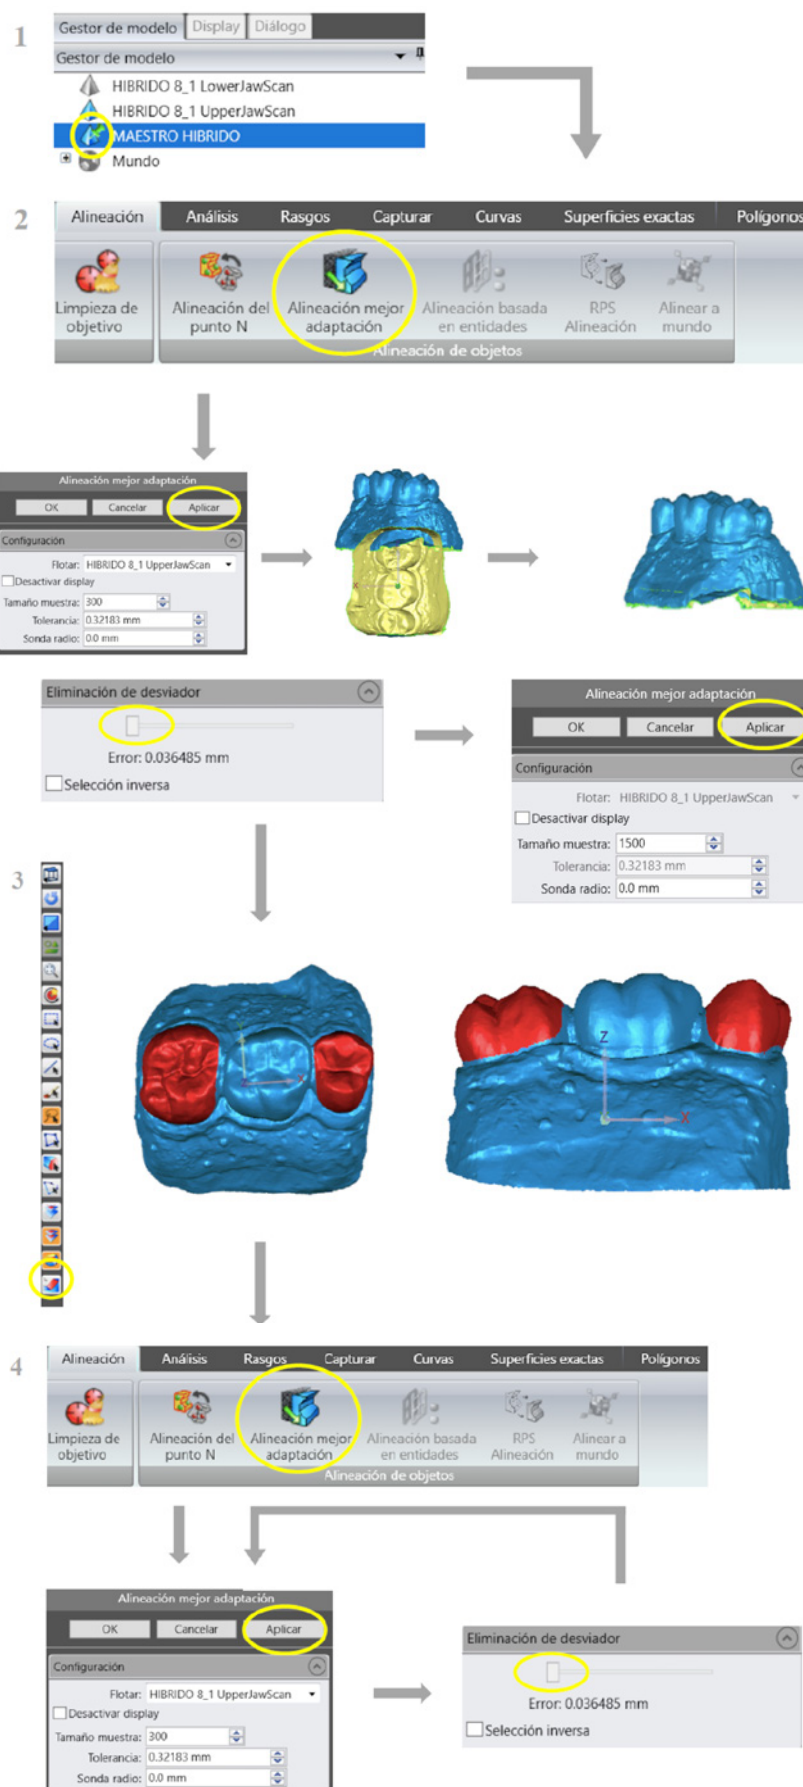 1
Gestor de modelo Display Diálogo
Gestor de modelo
HIBRIDO 8_1 LowerJawScan
HIBRIDO 8_1 UpperJawScan
MAESTRO HIBRIDO
Mundo
2
Alineación Análisis Rasgos Capturar Curvas Superficies exactas Polígonos
Limpieza de objetivo
Alineación del punto N
Alineación mejor adaptación
Alineación basada en entidades
RPS Alineación
Alinear a mundo
Alineación de objetos
Alineación mejor adaptación
OK Cancelar Aplicar
Configuración
Flotar: HIBRIDO 8_1 UpperJawScan
Desactivar display
Tamaño muestra: 300
Tolerancia: 0.32183 mm
Sonda radio: 0.0 mm
X
Eliminación de desviador
Error: 0.036485 mm
Selección inversa
Alineación mejor adaptación
OK Cancelar Aplicar
Configuración
Flotar: HIBRIDO 8_1 UpperJawScan
Desactivar display
Tamaño muestra: 1500
Tolerancia: 0.32183 mm
Sonda radio: 0.0 mm
3
Y
X
Z
X
4
Alineación Análisis Rasgos Capturar Curvas Superficies exactas Polígonos
Limpieza de objetivo
Alineación del punto N
Alineación mejor adaptación
Alineación basada en entidades
RPS Alineación
Alinear a mundo
Alineación de objetos
Alineación mejor adaptación
OK Cancelar Aplicar
Configuración
Flotar: HIBRIDO 8_1 UpperJawScan
Desactivar display
Tamaño muestra: 300
Tolerancia: 0.32183 mm
Sonda radio: 0.0 mm
Eliminación de desviador
Error: 0.036485 mm
Selección inversa